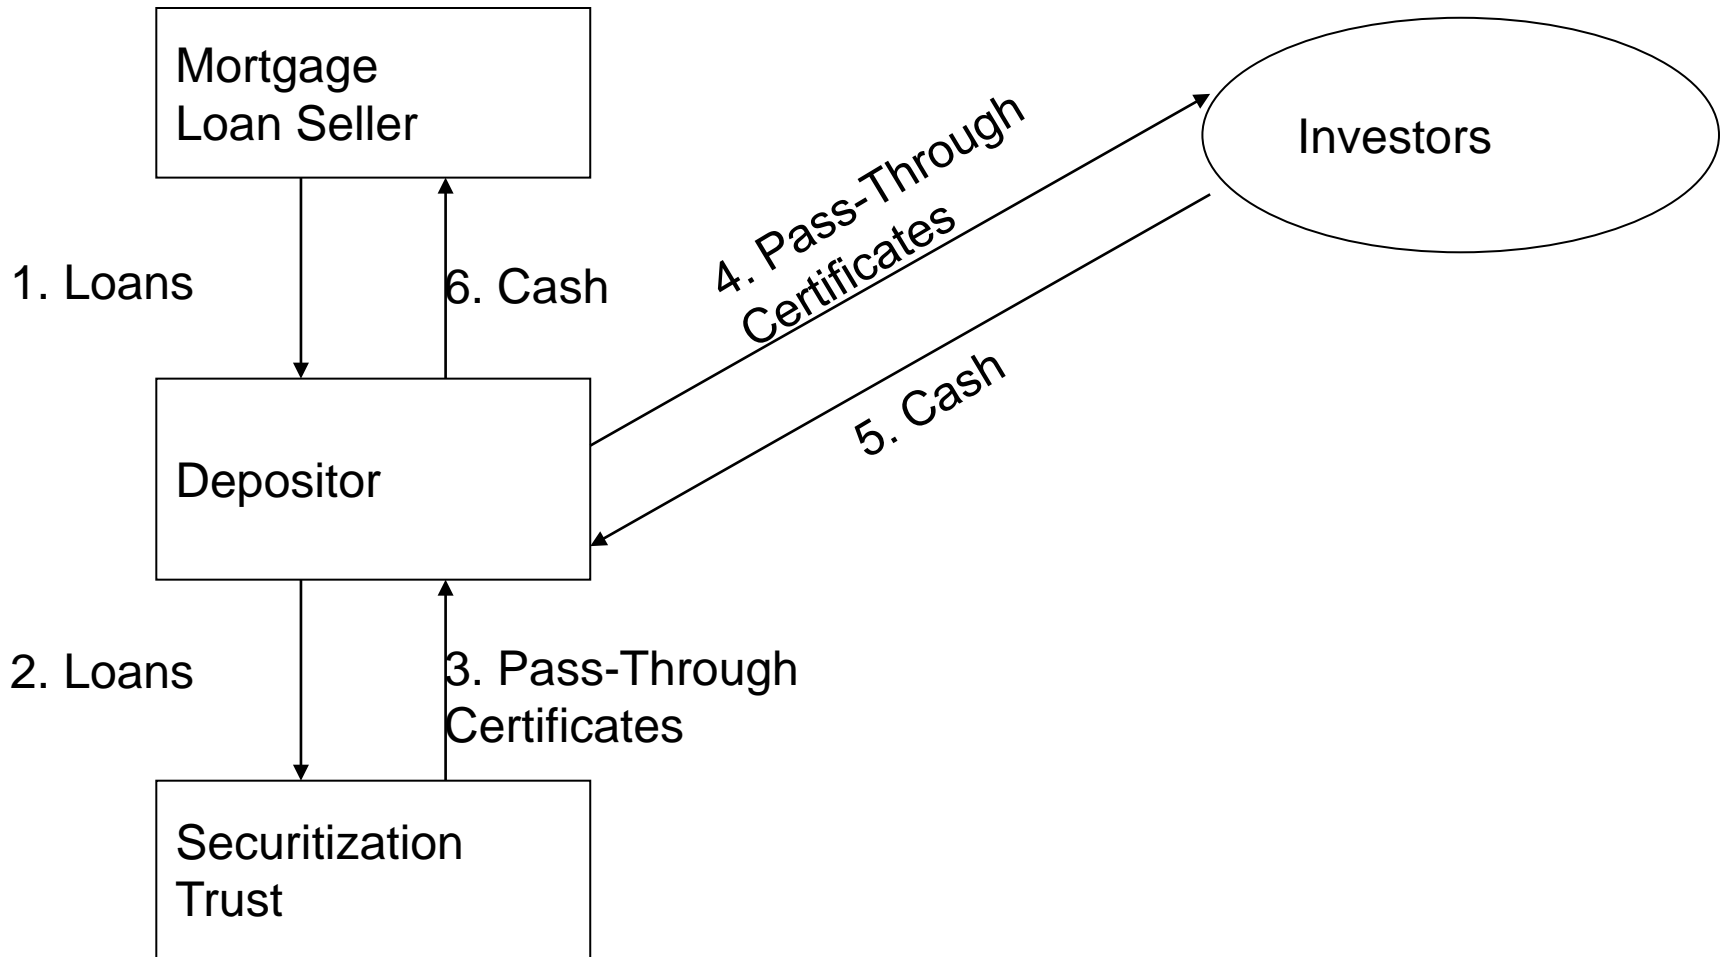 Mortgage
Loan Seller
Investors
4. Pass-Through
Certificates
1. Loans
6. Cash
5. Cash
Depositor
2. Loans
3. Pass-Through
Certificates
Securitization
Trust